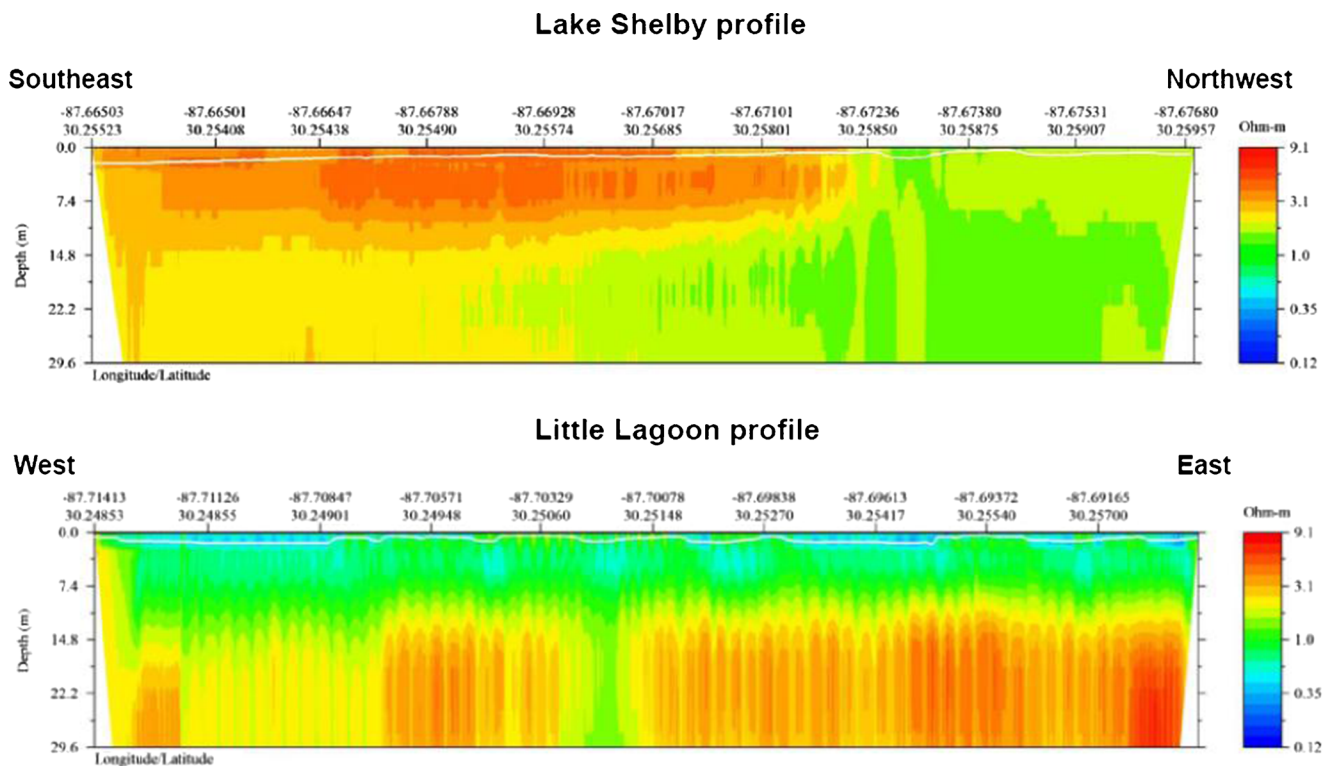 Lake Shelby profile
Southeast
Northwest
-87.66503 -87.66501 -87.66647 -87.66788 -87.66928 -87.67017 -87.67101 -87.67236 -87.67380 -87.67531 -87.67680
30.25523 30.25408 30.25438 30.25490 30.25574 30.25685 30.25801 30.25850 30.25875 30.25907 30.25957
Ohm-m
0.0
7.4
14.8
22.2
29.6
Depth (m)
9.1
3.1
1.0
0.35
0.12
Longitude/Latitude
Little Lagoon profile
West
East
-87.71413 -87.71126 -87.70847 -87.70571 -87.70329 -87.70078 -87.69838 -87.69613 -87.69372 -87.69165
30.24853 30.24855 30.24901 30.24948 30.25060 30.25148 30.25270 30.25417 30.25540 30.25700
Ohm-m
0.0
7.4
14.8
22.2
29.6
Depth (m)
9.1
3.1
1.0
0.35
0.12
Longitude/Latitude